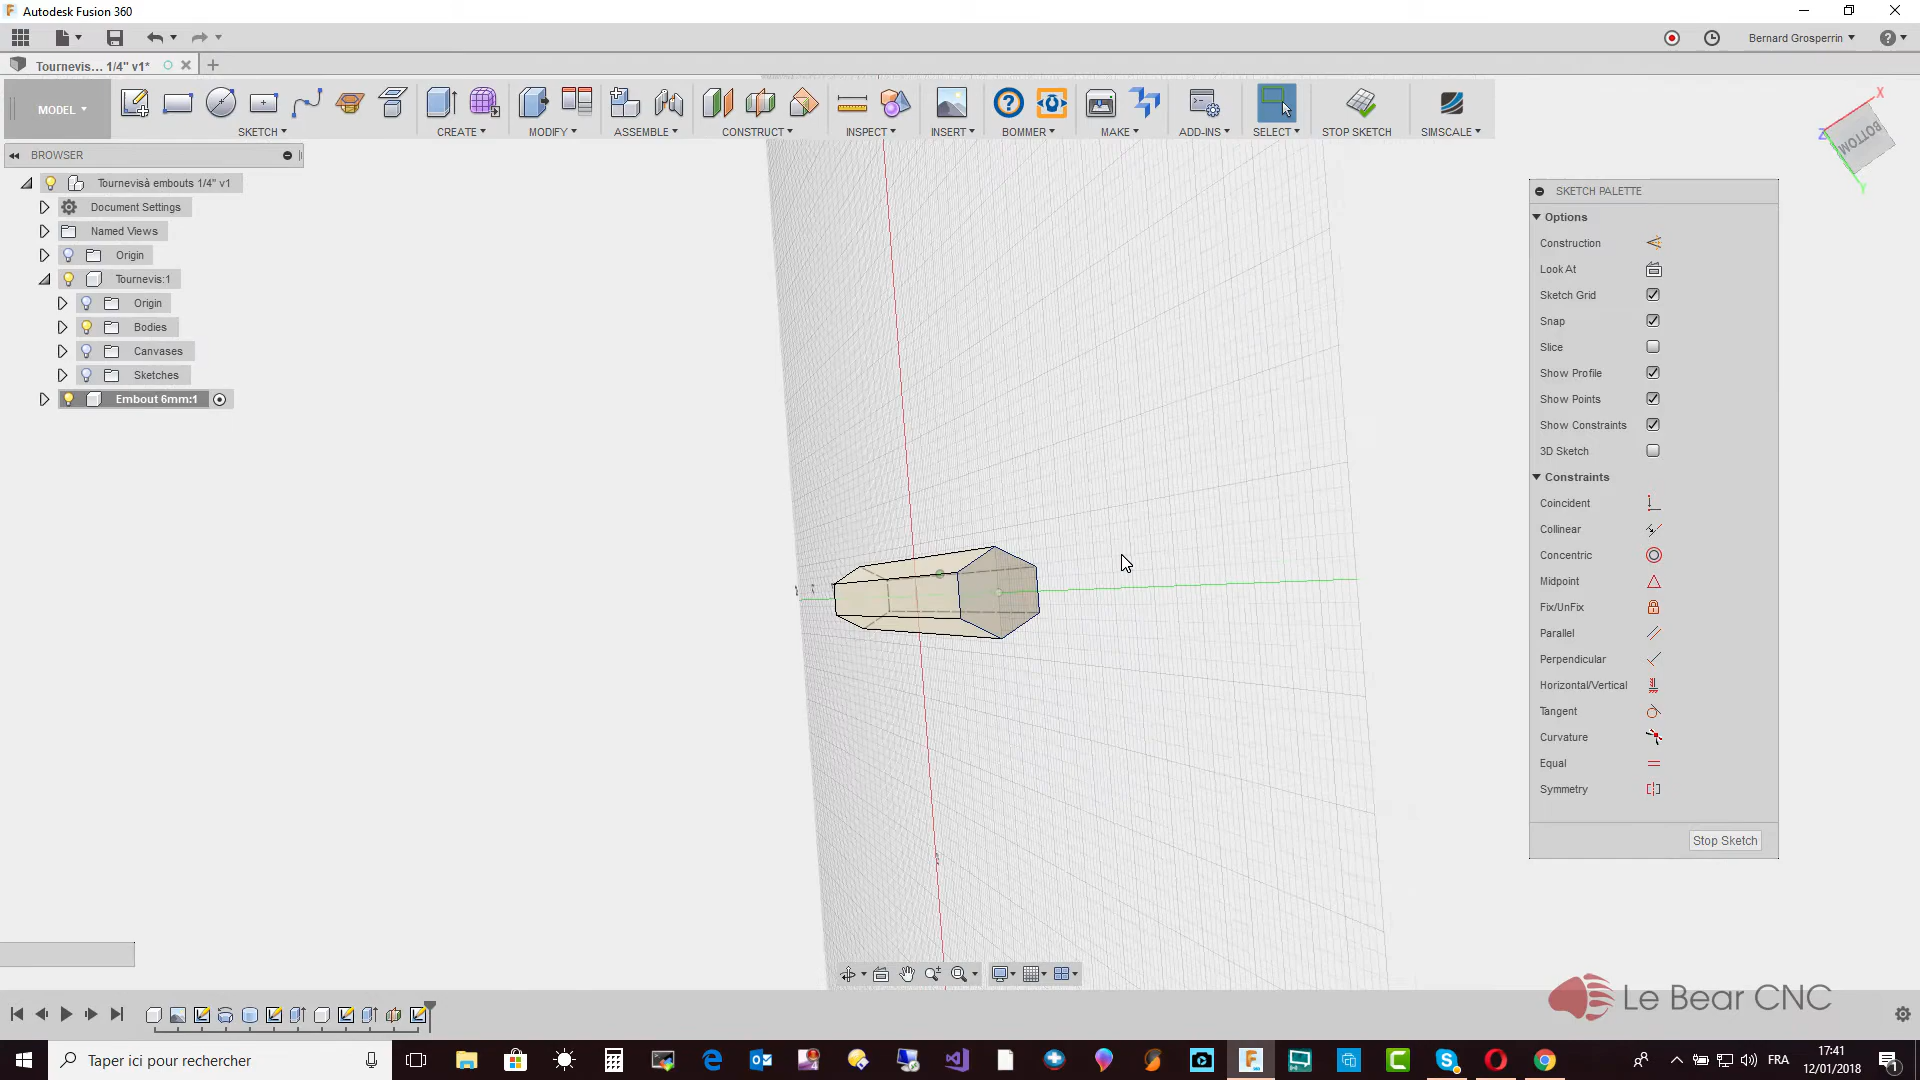 Autodesk Fusion 360
Bernard Grosperrin
Tournevis... 1/4" v1*
MODEL
SKETCH
CREATE
MODIFY
ASSEMBLE
CONSTRUCT
INSPECT
INSERT
BOMMER
MAKE
ADD-INS
SELECT
STOP SKETCH
SIMSCALE
BROWSER
Tournevisà embouts 1/4" v1
Document Settings
Named Views
Origin
Tournevis:1
Origin
Bodies
Canvases
Sketches
Embout 6mm:1
X
Z
BOTTOM
Y
SKETCH PALETTE
Options
Construction
Look At
Sketch Grid
Snap
Slice
Show Profile
Show Points
Show Constraints
3D Sketch
Constraints
Coincident
Collinear
Concentric
Midpoint
Fix/UnFix
Parallel
Perpendicular
Horizontal/Vertical
Tangent
Curvature
Equal
Symmetry
Stop Sketch
Le Bear CNC
Taper ici pour rechercher
FRA
17:41
12/01/2018